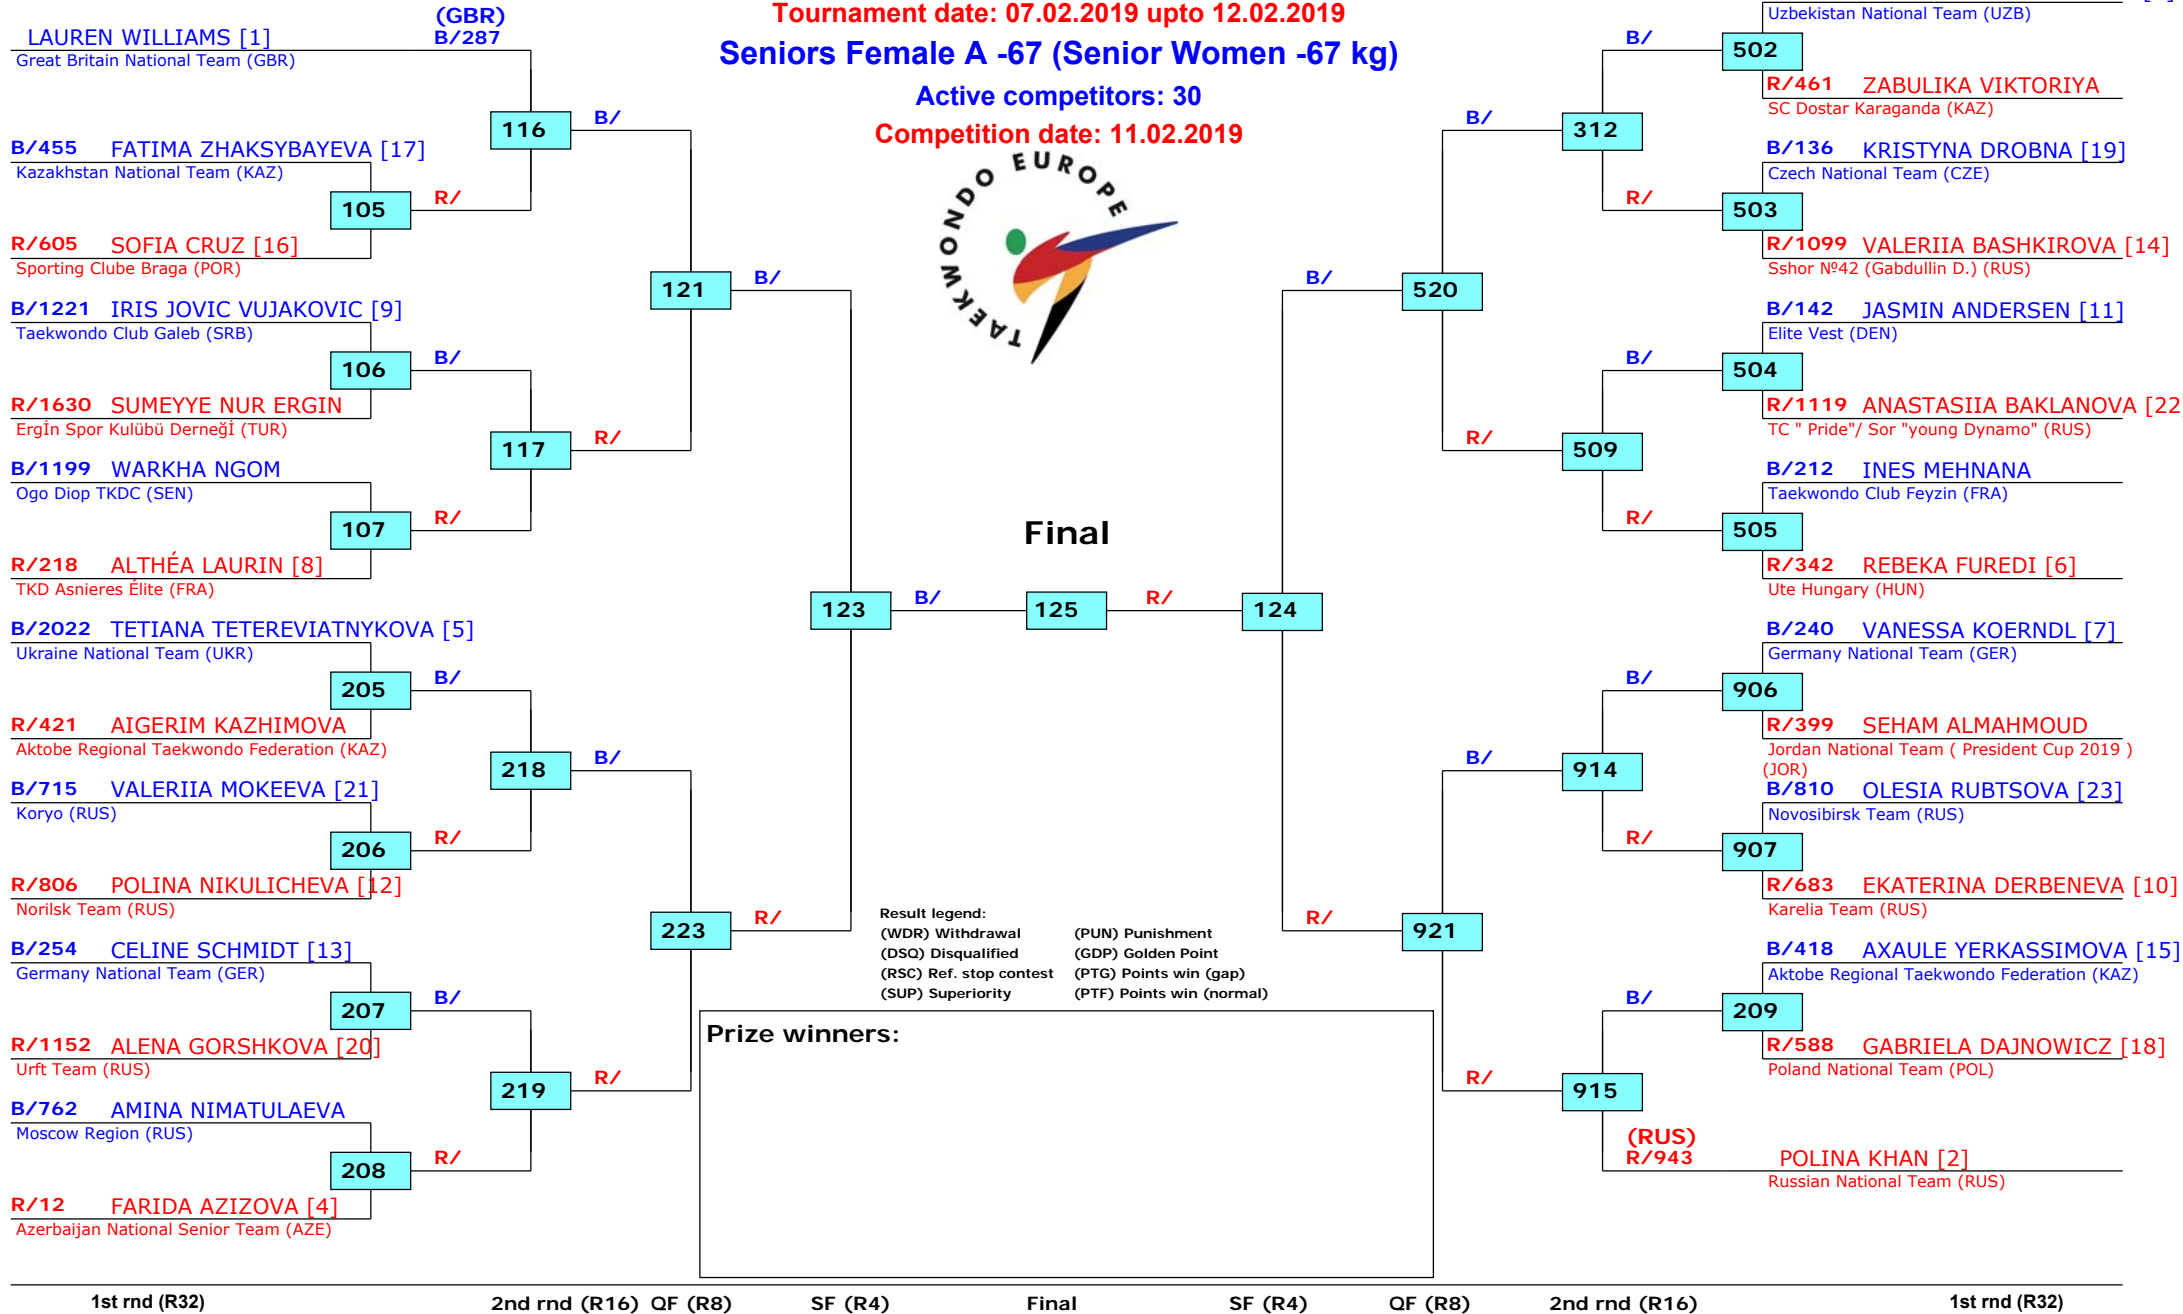 Tournament date: 07.02.2019 upto 12.02.2019
Seniors Female A -67 (Senior Women -67 kg)
Active competitors: 30
Competition date: 11.02.2019
TAEKWONDO EUROPE
(GBR)
LAUREN WILLIAMS [1] B/287
Great Britain National Team (GBR)
116 B/
B/455 FATIMA ZHAKSYBAYEVA [17]
Kazakhstan National Team (KAZ)
105 R/
R/605 SOFIA CRUZ [16]
Sporting Clube Braga (POR)
121 B/
B/1221 IRIS JOVIC VUJAKOVIC [9]
Taekwondo Club Galeb (SRB)
106 B/
R/1630 SUMEYYE NUR ERGIN
Ergİn Spor Kulübü Derneğİ (TUR)
117 R/
B/1199 WARKHA NGOM
Ogo Diop TKDC (SEN)
107 R/
R/218 ALTHÉA LAURIN [8]
TKD Asnieres Élite (FRA)
B/2022 TETIANA TETEREVIATNYKOVA [5]
Ukraine National Team (UKR)
205 B/
R/421 AIGERIM KAZHIMOVA
Aktobe Regional Taekwondo Federation (KAZ)
218 B/
B/715 VALERIIA MOKEEVA [21]
Koryo (RUS)
206 R/
R/806 POLINA NIKULICHEVA [12]
Norilsk Team (RUS)
223 R/
B/254 CELINE SCHMIDT [13]
Germany National Team (GER)
207 B/
R/1152 ALENA GORSHKOVA [20]
Urft Team (RUS)
219 R/
B/762 AMINA NIMATULAEVA
Moscow Region (RUS)
208 R/
R/12 FARIDA AZIZOVA [4]
Azerbaijan National Senior Team (AZE)
Final
123 B/ 125 R/ 124
Uzbekistan National Team (UZB)
B/ 502
R/461 ZABULIKA VIKTORIYA
SC Dostar Karaganda (KAZ)
B/ 312
B/136 KRISTYNA DROBNA [19]
Czech National Team (CZE)
R/ 503
R/1099 VALERIIA BASHKIROVA [14]
Sshor №42 (Gabdullin D.) (RUS)
B/ 520
B/142 JASMIN ANDERSEN [11]
Elite Vest (DEN)
B/ 504
R/1119 ANASTASIIA BAKLANOVA [22
TC " Pride"/ Sor "young Dynamo" (RUS)
R/ 509
B/212 INES MEHNANA
Taekwondo Club Feyzin (FRA)
R/ 505
R/342 REBEKA FUREDI [6]
Ute Hungary (HUN)
B/240 VANESSA KOERNDL [7]
Germany National Team (GER)
B/ 906
R/399 SEHAM ALMAHMOUD
Jordan National Team ( President Cup 2019 )
(JOR)
B/ 914
B/810 OLESIA RUBTSOVA [23]
Novosibirsk Team (RUS)
R/ 907
R/683 EKATERINA DERBENEVA [10]
Karelia Team (RUS)
R/ 921
B/418 AXAULE YERKASSIMOVA [15]
Aktobe Regional Taekwondo Federation (KAZ)
B/ 209
R/588 GABRIELA DAJNOWICZ [18]
Poland National Team (POL)
R/ 915
(RUS)
R/943 POLINA KHAN [2]
Russian National Team (RUS)
Result legend:
(WDR) Withdrawal (PUN) Punishment
(DSQ) Disqualified (GDP) Golden Point
(RSC) Ref. stop contest (PTG) Points win (gap)
(SUP) Superiority (PTF) Points win (normal)
Prize winners:
1st rnd (R32) 2nd rnd (R16) QF (R8) SF (R4) Final SF (R4) QF (R8) 2nd rnd (R16) 1st rnd (R32)